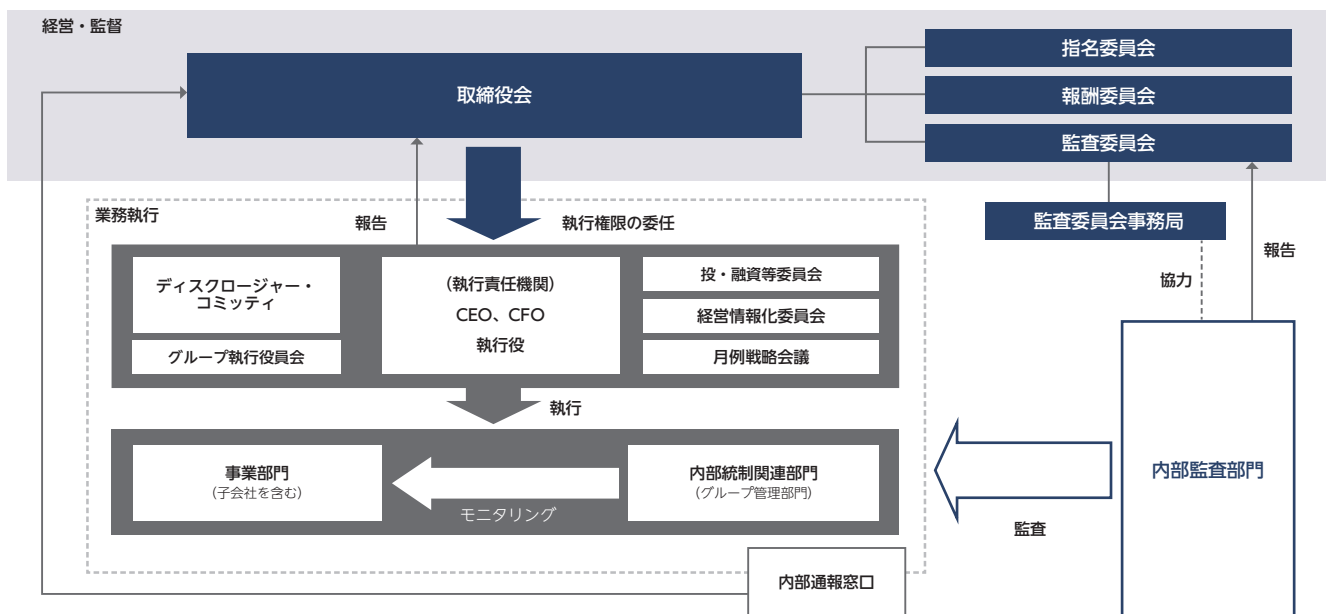 経営・監督
取締役会
指名委員会
報酬委員会
監査委員会
監査委員会事務局
業務執行
報告
執行権限の委任
協力
報告
ディスクロージャー・
コミッティ
グループ執行役員会
(執行責任機関)
CEO、CFO
執行役
投・融資等委員会
経営情報化委員会
月例戦略会議
執行
事業部門
(子会社を含む)
モニタリング
内部統制関連部門
(グループ管理部門)
監査
内部監査部門
内部通報窓口